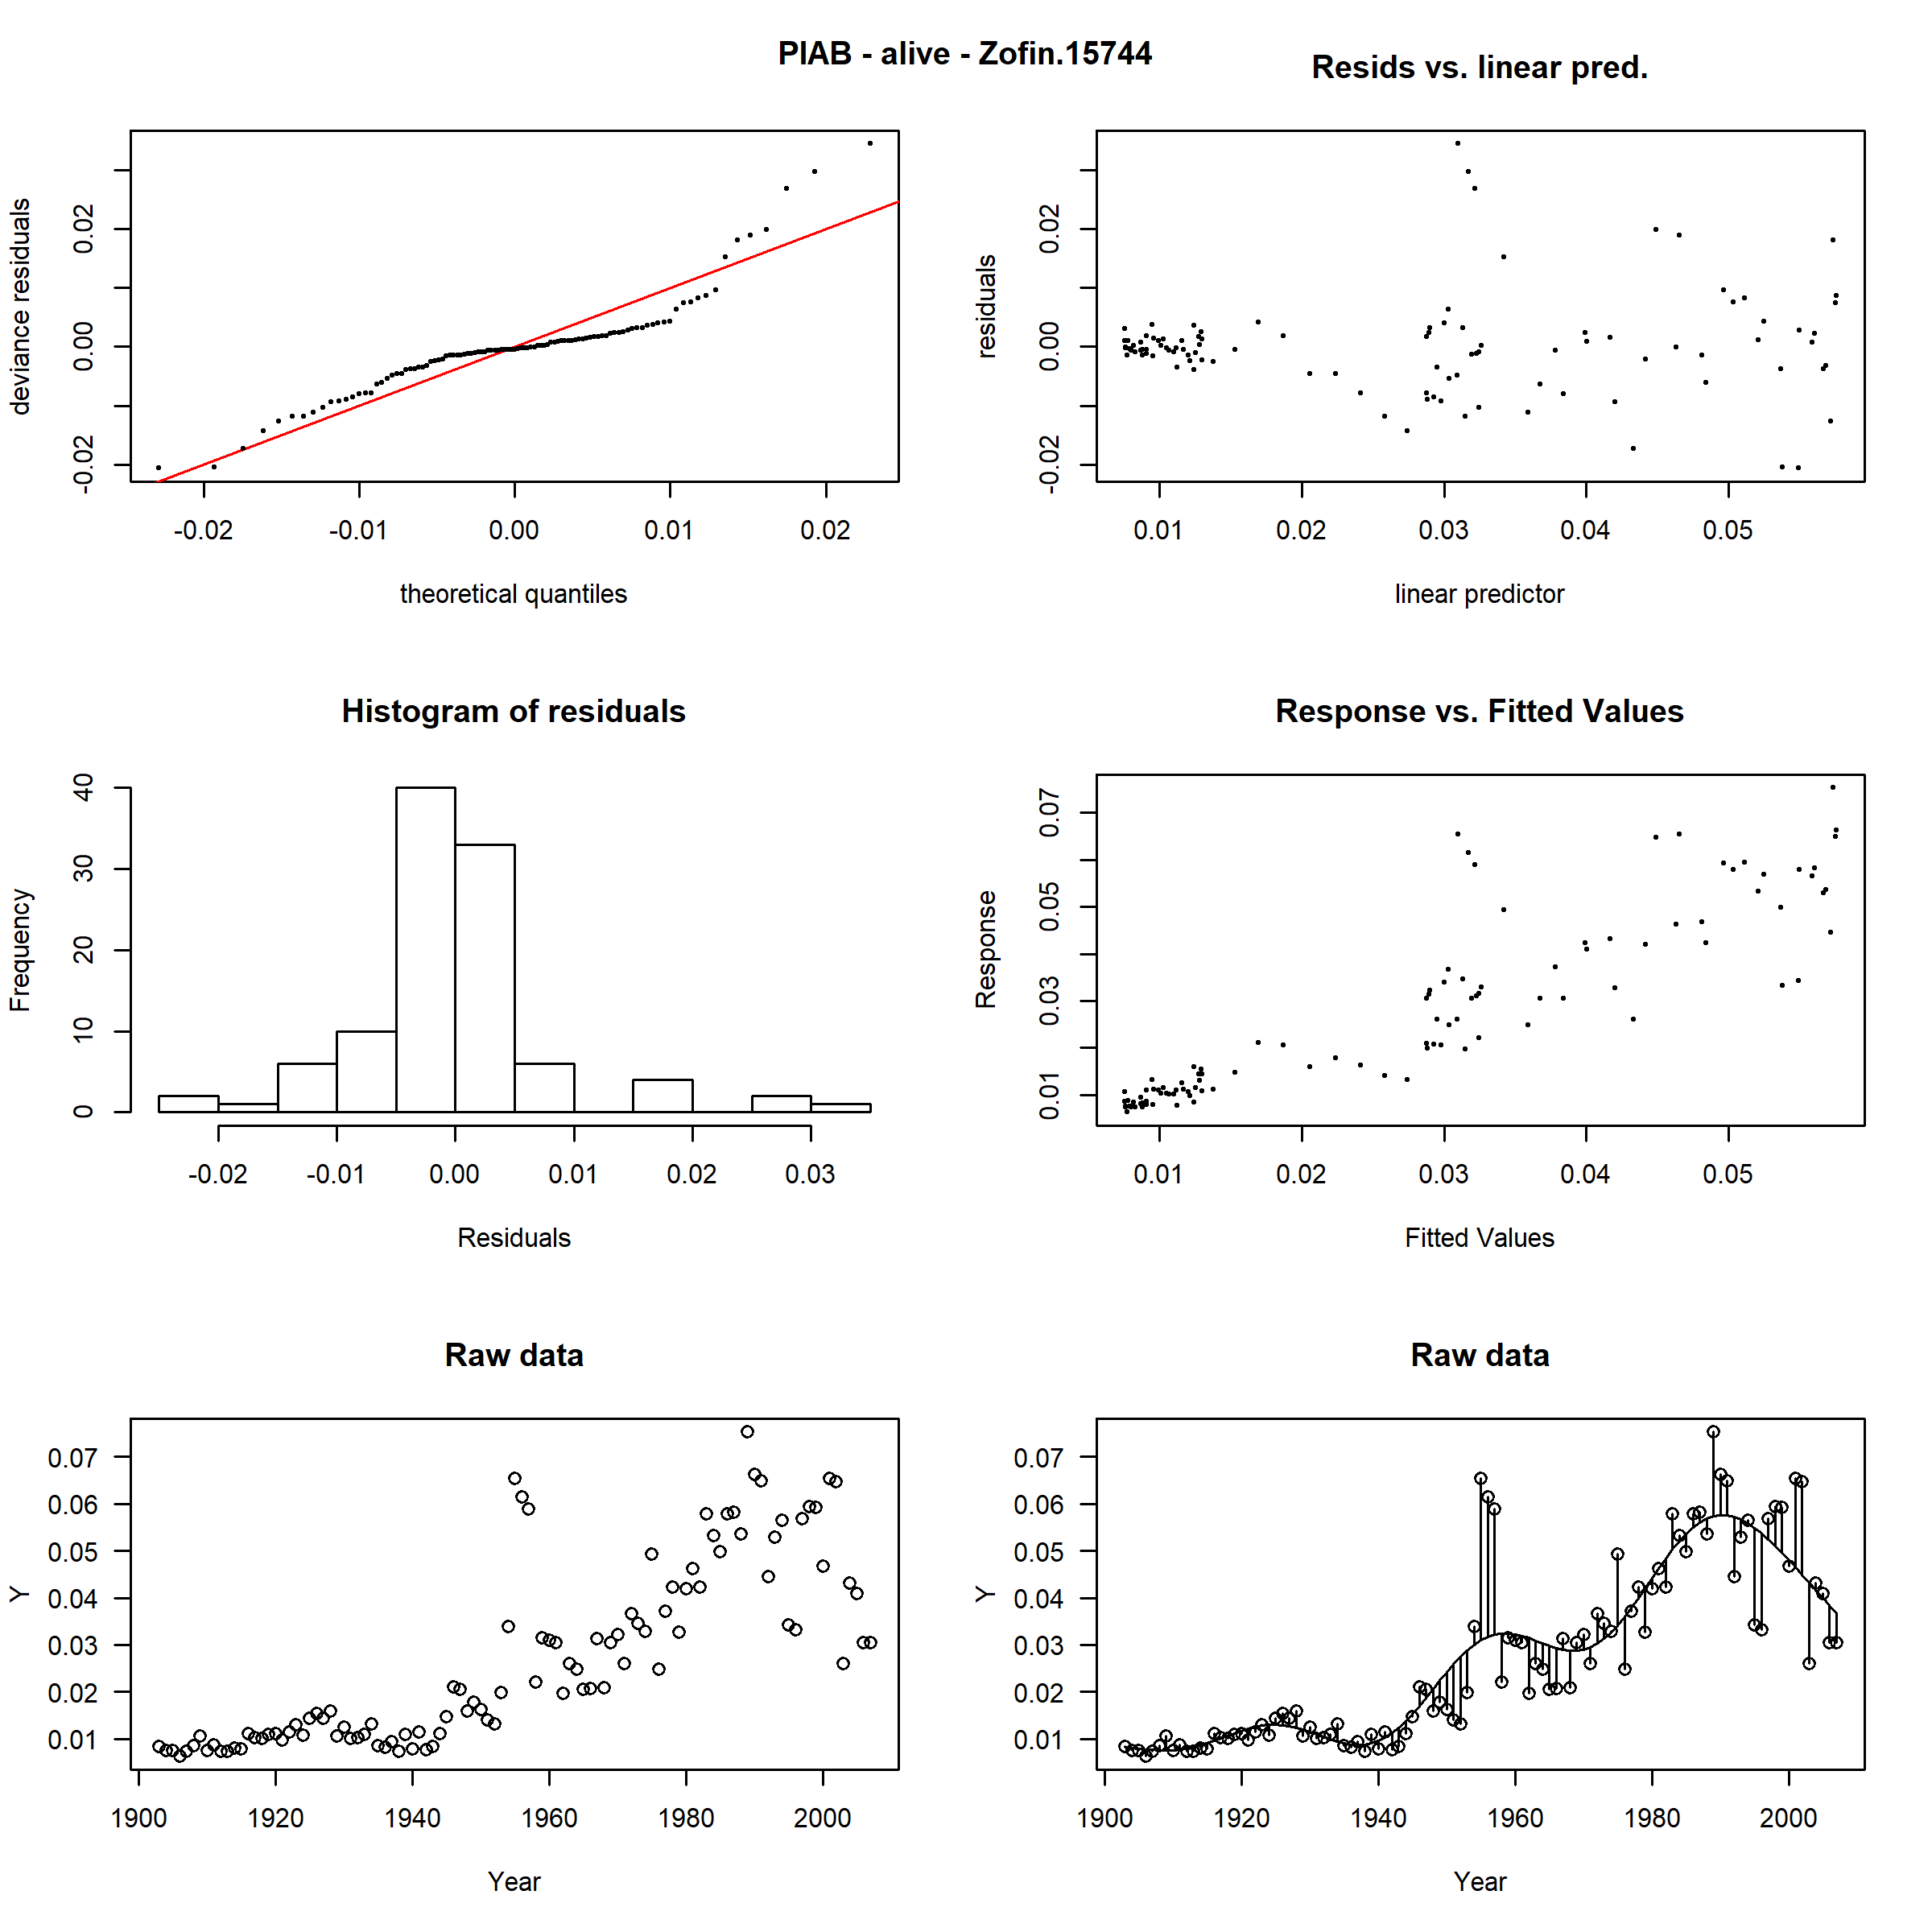 PIAB - alive - Zofin.15744
Resids vs. linear pred.
deviance residuals
-0.02 0.00 0.02
-0.02 -0.01 0.00 0.01 0.02
theoretical quantiles
residuals
-0.02 0.00 0.02
0.01 0.02 0.03 0.04 0.05
linear predictor
Histogram of residuals
Frequency
0 10 20 30 40
-0.02 -0.01 0.00 0.01 0.02 0.03
Residuals
Response vs. Fitted Values
Response
0.01 0.03 0.05 0.07
0.01 0.02 0.03 0.04 0.05
Fitted Values
Raw data
Y
0.07
0.06
0.05
0.04
0.03
0.02
0.01
1900 1920 1940 1960 1980 2000
Year
Raw data
Y
0.07
0.06
0.05
0.04
0.03
0.02
0.01
1900 1920 1940 1960 1980 2000
Year